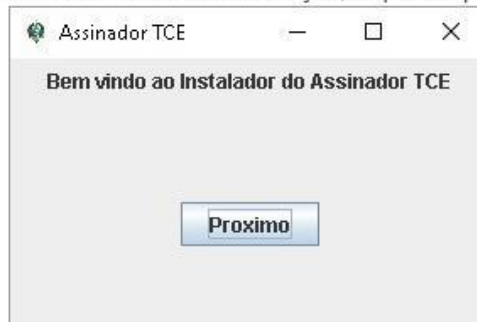 Assinador TCE
Bem vindo ao Instalador do Assinador TCE
Proximo